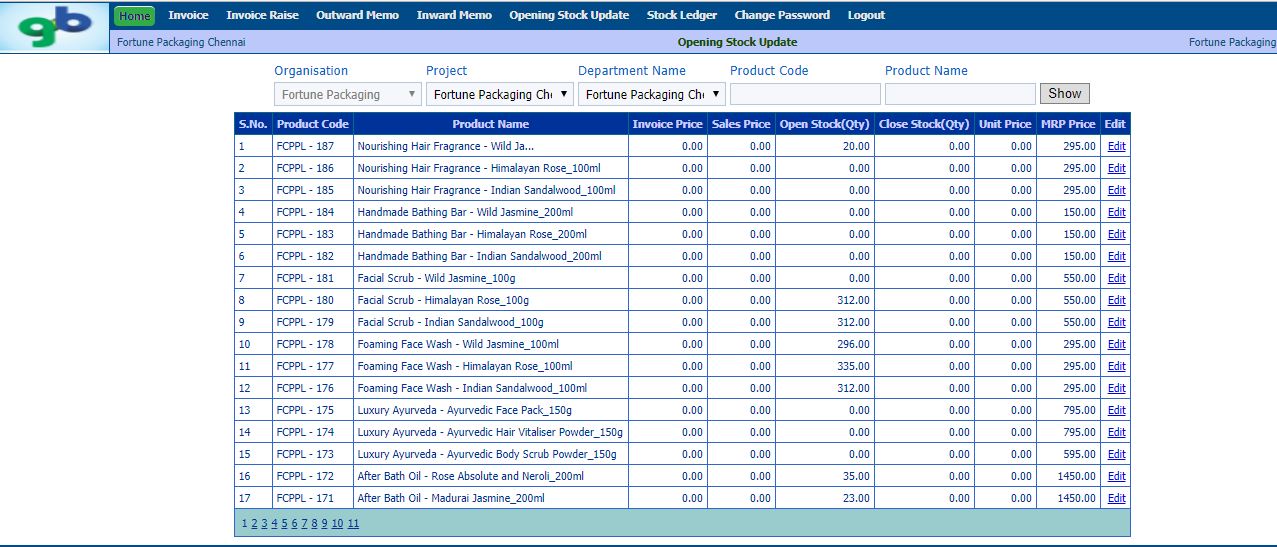 gb
Home Invoice Invoice Raise Outward Memo Inward Memo Opening Stock Update Stock Ledger Change Password Logout
Fortune Packaging Chennai Opening Stock Update Fortune Packaging
Organisation Project Department Name Product Code Product Name
Fortune Packaging Fortune Packaging Che Fortune Packaging Che Show
S.No. Product Code Product Name Invoice Price Sales Price Open Stock(Qty) Close Stock(Qty) Unit Price MRP Price Edit
1 FCPPL - 187 Nourishing Hair Fragrance - Wild Ja... 0.00 0.00 20.00 0.00 0.00 295.00 Edit
2 FCPPL - 186 Nourishing Hair Fragrance - Himalayan Rose_100ml 0.00 0.00 0.00 0.00 0.00 295.00 Edit
3 FCPPL - 185 Nourishing Hair Fragrance - Indian Sandalwood_100ml 0.00 0.00 0.00 0.00 0.00 295.00 Edit
4 FCPPL - 184 Handmade Bathing Bar - Wild Jasmine_200ml 0.00 0.00 0.00 0.00 0.00 150.00 Edit
5 FCPPL - 183 Handmade Bathing Bar - Himalayan Rose_200ml 0.00 0.00 0.00 0.00 0.00 150.00 Edit
6 FCPPL - 182 Handmade Bathing Bar - Indian Sandalwood_200ml 0.00 0.00 0.00 0.00 0.00 150.00 Edit
7 FCPPL - 181 Facial Scrub - Wild Jasmine_100g 0.00 0.00 0.00 0.00 0.00 550.00 Edit
8 FCPPL - 180 Facial Scrub - Himalayan Rose_100g 0.00 0.00 312.00 0.00 0.00 550.00 Edit
9 FCPPL - 179 Facial Scrub - Indian Sandalwood_100g 0.00 0.00 312.00 0.00 0.00 550.00 Edit
10 FCPPL - 178 Foaming Face Wash - Wild Jasmine_100ml 0.00 0.00 296.00 0.00 0.00 295.00 Edit
11 FCPPL - 177 Foaming Face Wash - Himalayan Rose_100ml 0.00 0.00 335.00 0.00 0.00 295.00 Edit
12 FCPPL - 176 Foaming Face Wash - Indian Sandalwood_100ml 0.00 0.00 312.00 0.00 0.00 295.00 Edit
13 FCPPL - 175 Luxury Ayurveda - Ayurvedic Face Pack_150g 0.00 0.00 0.00 0.00 0.00 795.00 Edit
14 FCPPL - 174 Luxury Ayurveda - Ayurvedic Hair Vitaliser Powder_150g 0.00 0.00 0.00 0.00 0.00 795.00 Edit
15 FCPPL - 173 Luxury Ayurveda - Ayurvedic Body Scrub Powder_150g 0.00 0.00 0.00 0.00 0.00 595.00 Edit
16 FCPPL - 172 After Bath Oil - Rose Absolute and Neroli_200ml 0.00 0.00 35.00 0.00 0.00 1450.00 Edit
17 FCPPL - 171 After Bath Oil - Madurai Jasmine_200ml 0.00 0.00 23.00 0.00 0.00 1450.00 Edit
1 2 3 4 5 6 7 8 9 10 11